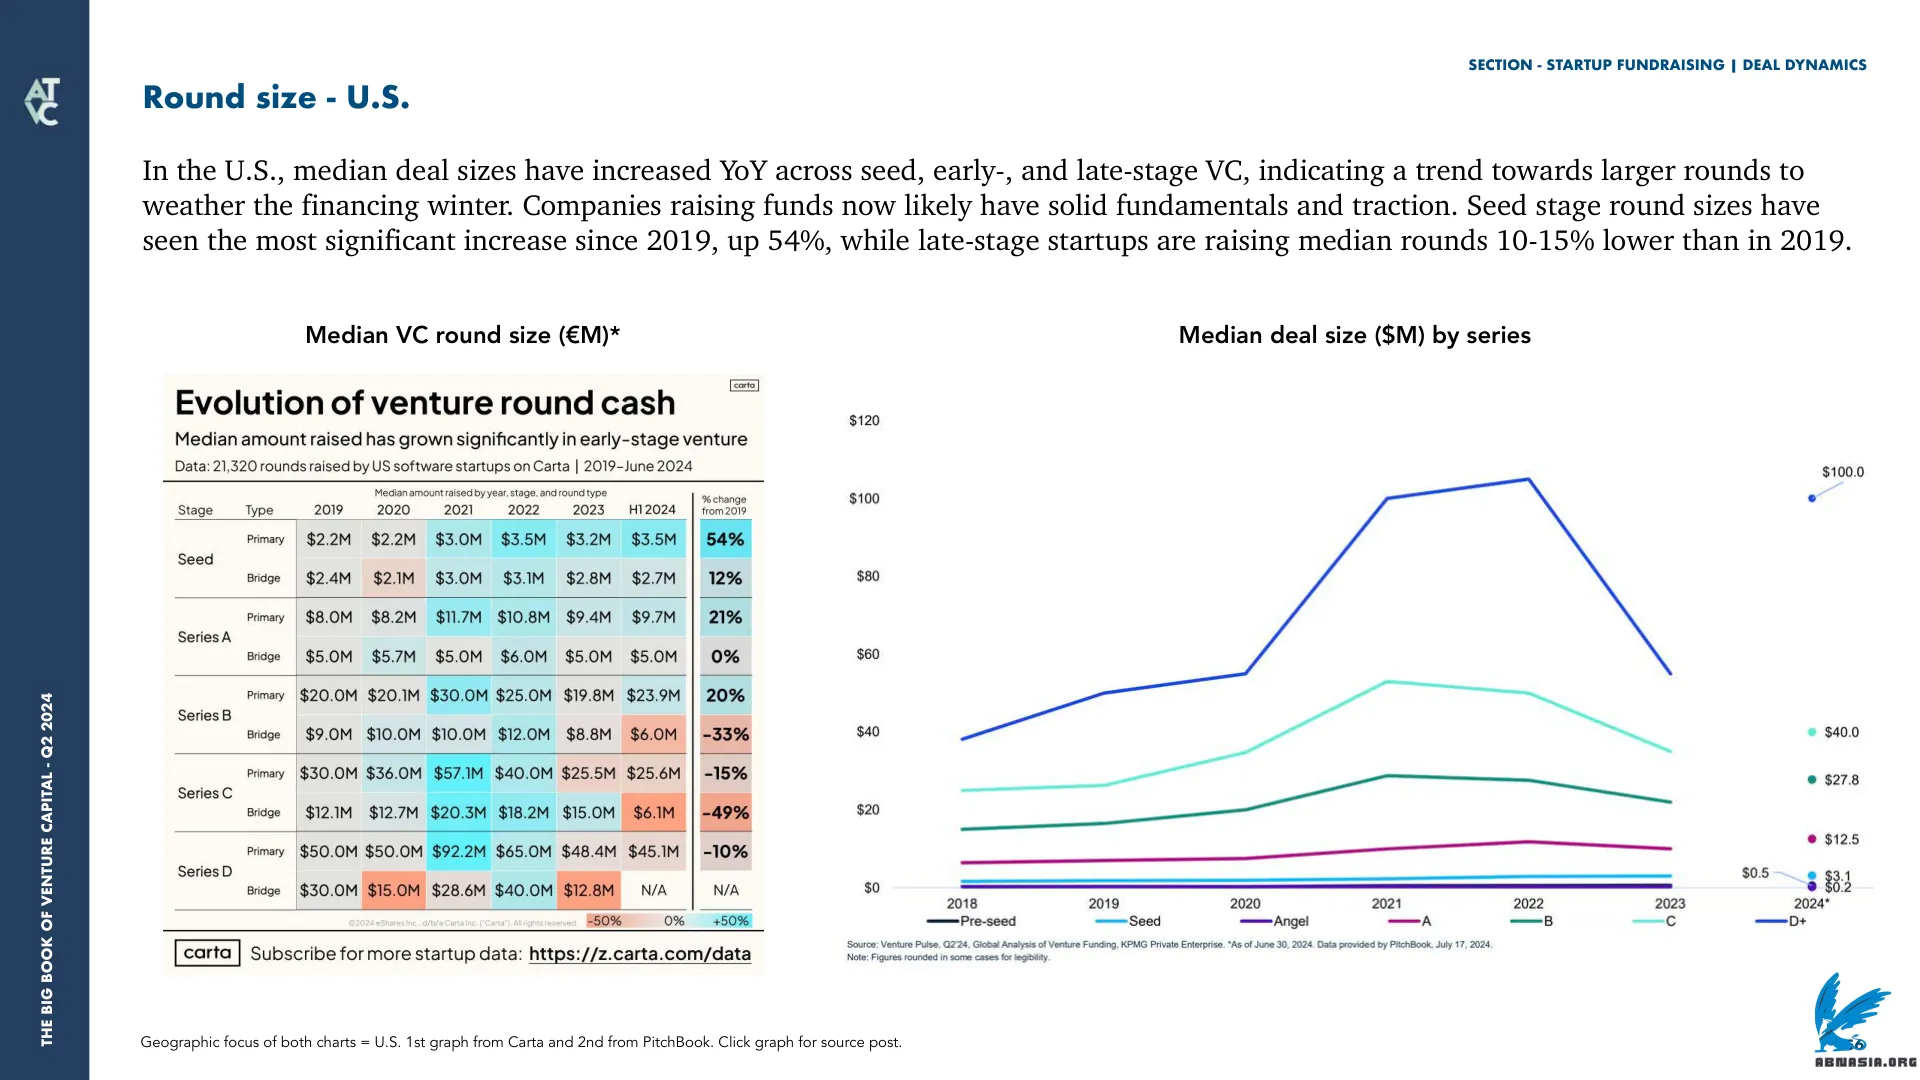 AT
VC
SECTION - STARTUP FUNDRAISING | DEAL DYNAMICS
Round size - U.S.
In the U.S., median deal sizes have increased YoY across seed, early-, and late-stage VC, indicating a trend towards larger rounds to
weather the financing winter. Companies raising funds now likely have solid fundamentals and traction. Seed stage round sizes have
seen the most significant increase since 2019, up 54%, while late-stage startups are raising median rounds 10-15% lower than in 2019.
Median VC round size (€M)*
carta
Evolution of venture round cash
Median amount raised has grown significantly in early-stage venture
Data: 21,320 rounds raised by US software startups on Carta | 2019–June 2024
Median amount raised by year, stage, and round type
Stage Type 2019 2020 2021 2022 2023 H1 2024 % change from 2019
Seed
Primary $2.2M $2.2M $3.0M $3.5M $3.2M $3.5M 54%
Bridge $2.4M $2.1M $3.0M $3.1M $2.8M $2.7M 12%
Series A
Primary $8.0M $8.2M $11.7M $10.8M $9.4M $9.7M 21%
Bridge $5.0M $5.7M $5.0M $6.0M $5.0M $5.0M 0%
Series B
Primary $20.0M $20.1M $30.0M $25.0M $19.8M $23.9M 20%
Bridge $9.0M $10.0M $10.0M $12.0M $8.8M $6.0M -33%
Series C
Primary $30.0M $36.0M $57.1M $40.0M $25.5M $25.6M -15%
Bridge $12.1M $12.7M $20.3M $18.2M $15.0M $6.1M -49%
Series D
Primary $50.0M $50.0M $92.2M $65.0M $48.4M $45.1M -10%
Bridge $30.0M $15.0M $28.6M $40.0M $12.8M N/A N/A
©2024 eShares Inc., d/b/a Carta Inc. ("Carta"). All rights reserved. -50% 0% +50%
carta Subscribe for more startup data: https://z.carta.com/data
Median deal size ($M) by series
$120
$100
$80
$60
$40
$20
$0
$100.0
$40.0
$27.8
$12.5
$0.5
$3.1
$0.2
2018 2019 2020 2021 2022 2023 2024*
Pre-seed Seed Angel A B C D+
Source: Venture Pulse, Q2'24, Global Analysis of Venture Funding, KPMG Private Enterprise. *As of June 30, 2024. Data provided by PitchBook, July 17, 2024.
Note: Figures rounded in some cases for legibility.
Geographic focus of both charts = U.S. 1st graph from Carta and 2nd from PitchBook. Click graph for source post.
THE BIG BOOK OF VENTURE CAPITAL - Q2 2024
ABNASIA.ORG